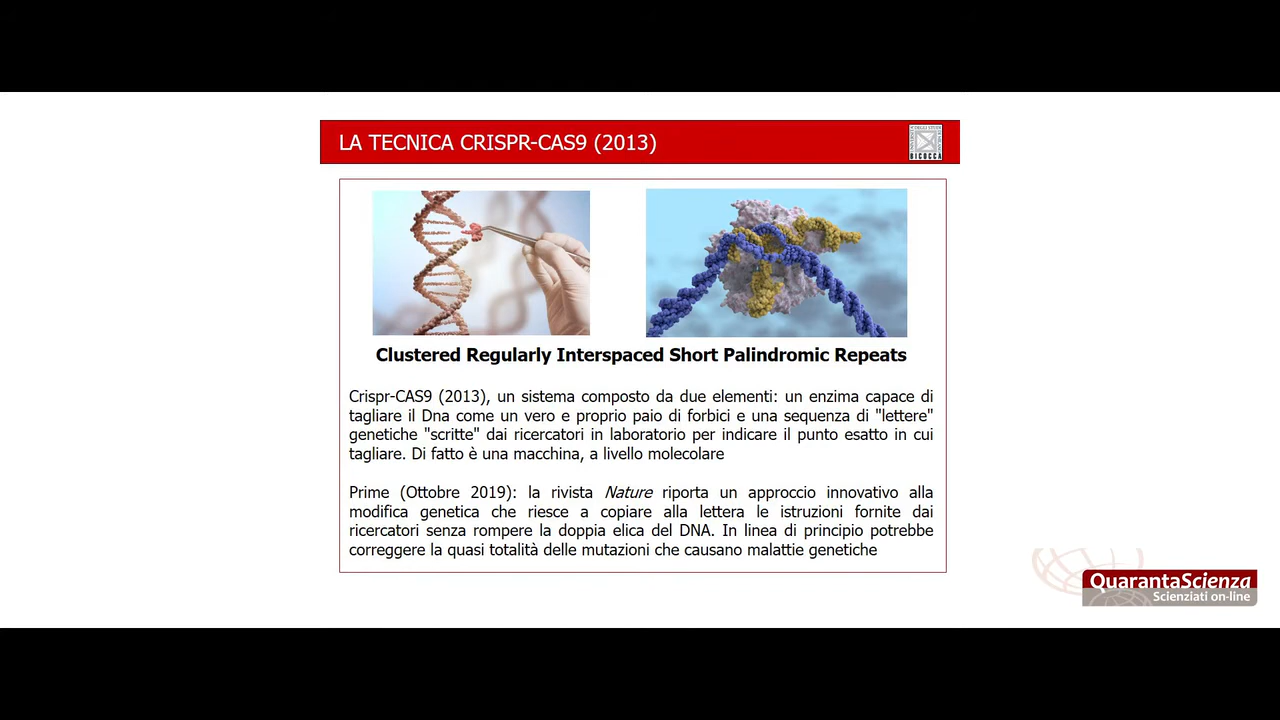 LA TECNICA CRISPR-CAS9 (2013)
BICOCCA
Clustered Regularly Interspaced Short Palindromic Repeats
Crispr-CAS9 (2013), un sistema composto da due elementi: un enzima capace di
tagliare il Dna come un vero e proprio paio di forbici e una sequenza di "lettere"
genetiche "scritte" dai ricercatori in laboratorio per indicare il punto esatto in cui
tagliare. Di fatto è una macchina, a livello molecolare
Prime (Ottobre 2019): la rivista Nature riporta un approccio innovativo alla
modifica genetica che riesce a copiare alla lettera le istruzioni fornite dai
ricercatori senza rompere la doppia elica del DNA. In linea di principio potrebbe
correggere la quasi totalità delle mutazioni che causano malattie genetiche
QuarantaScienza
Scienziati on-line